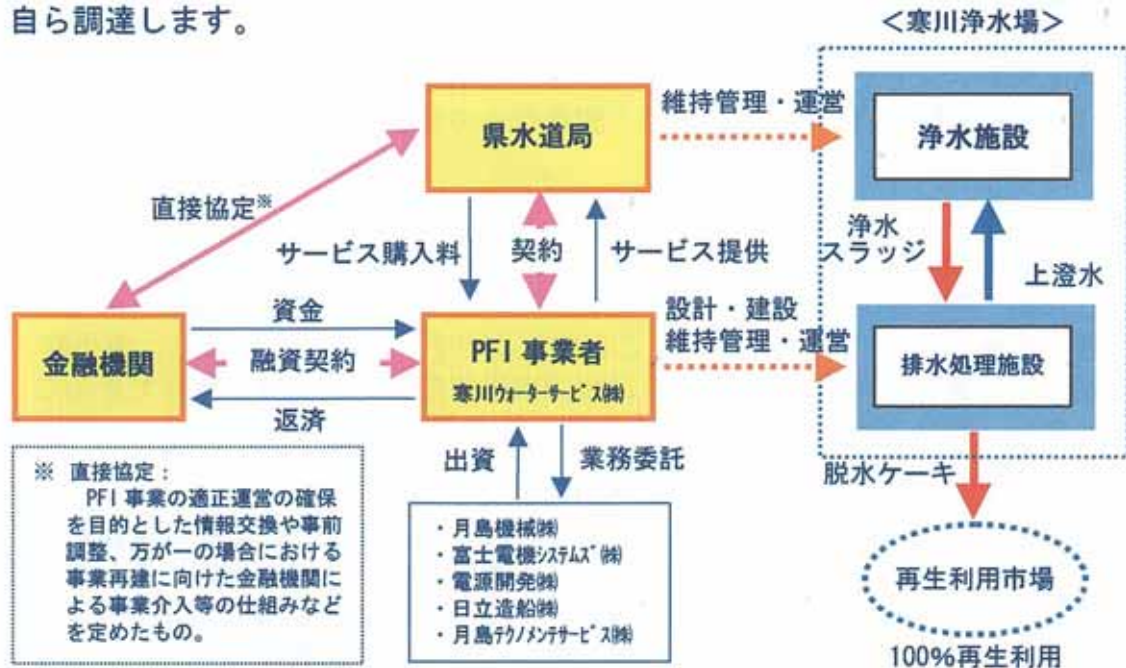 自ら調達します。
＜寒川浄水場＞
県水道局
維持管理・運営
浄水施設
直接協定※
サービス購入料
契約
サービス提供
浄水
スラッジ
上澄水
資金
設計・建設
維持管理・運営
金融機関
融資契約
PFI 事業者
寒川ｳｫｰﾀｰｻｰﾋﾞｽ㈱
排水処理施設
返済
出資
業務委託
脱水ケーキ
※ 直接協定：
PFI 事業の適正運営の確保
を目的とした情報交換や事前
調整、万が一の場合における
事業再建に向けた金融機関に
よる事業介入等の仕組みなど
を定めたもの。
・月島機械㈱
・富士電機ｼｽﾃﾑｽﾞ㈱
・電源開発㈱
・日立造船㈱
・月島ﾃｸﾉﾒﾝﾃｻｰﾋﾞｽ㈱
再生利用市場
100%再生利用